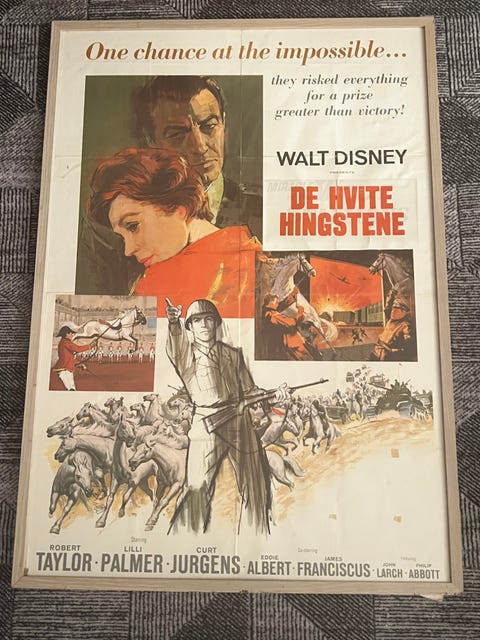 One chance at the impossible...
they risked everything
for a prize
greater than victory!
WALT DISNEY
PRESENTS
DE HVITE
HINGSTENE
Starring
ROBERT TAYLOR · LILLI PALMER · CURT JURGENS · EDDIE ALBERT · JAMES FRANCISCUS · JOHN LARCH · PHILIP ABBOTT
Co-starring